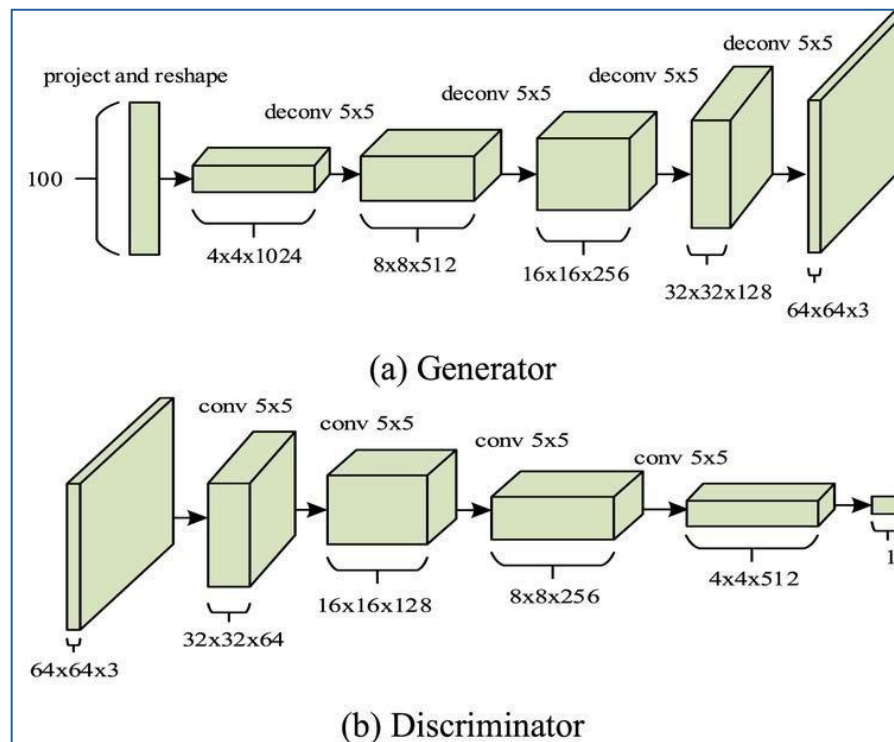 deconv 5x5
deconv 5x5
deconv 5x5
deconv 5x5
project and reshape
100
4x4x1024
8x8x512
16x16x256
32x32x128
64x64x3
(a) Generator
conv 5x5
conv 5x5
conv 5x5
conv 5x5
64x64x3
32x32x64
16x16x128
8x8x256
4x4x512
1
(b) Discriminator